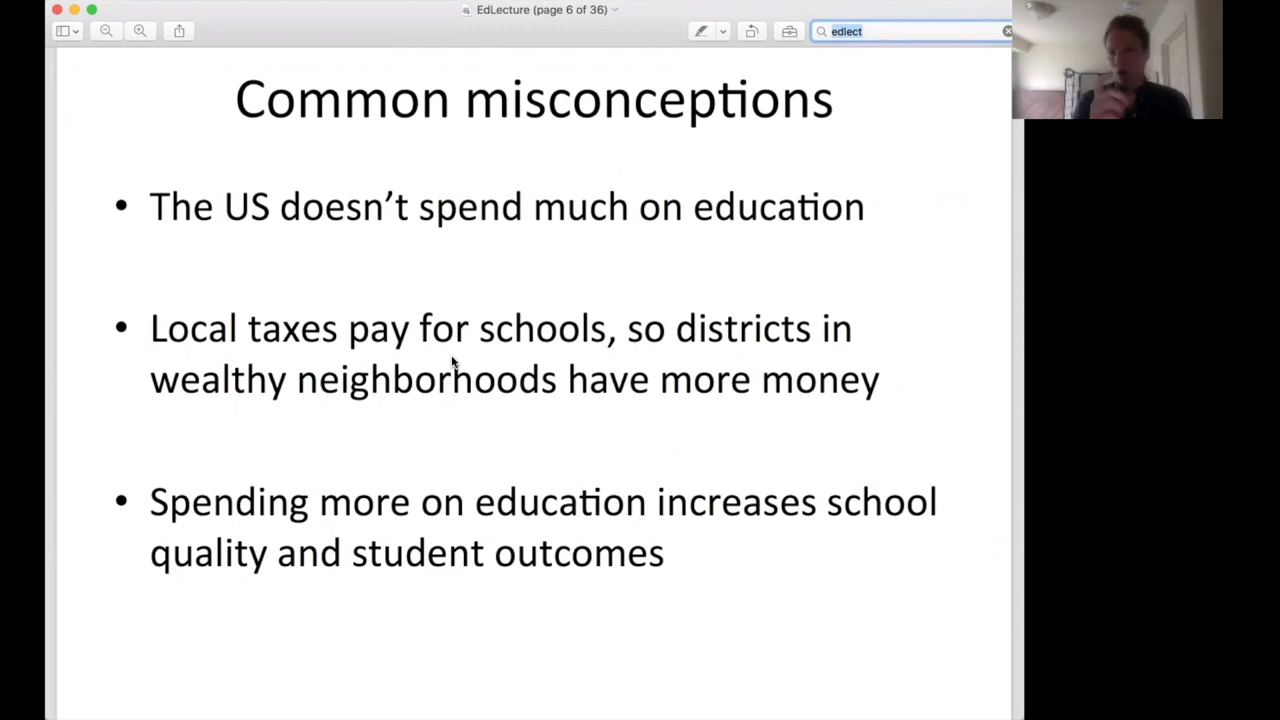 EdLecture (page 6 of 36)
edlect
Common misconceptions
• The US doesn’t spend much on education
• Local taxes pay for schools, so districts in
wealthy neighborhoods have more money
• Spending more on education increases school
quality and student outcomes